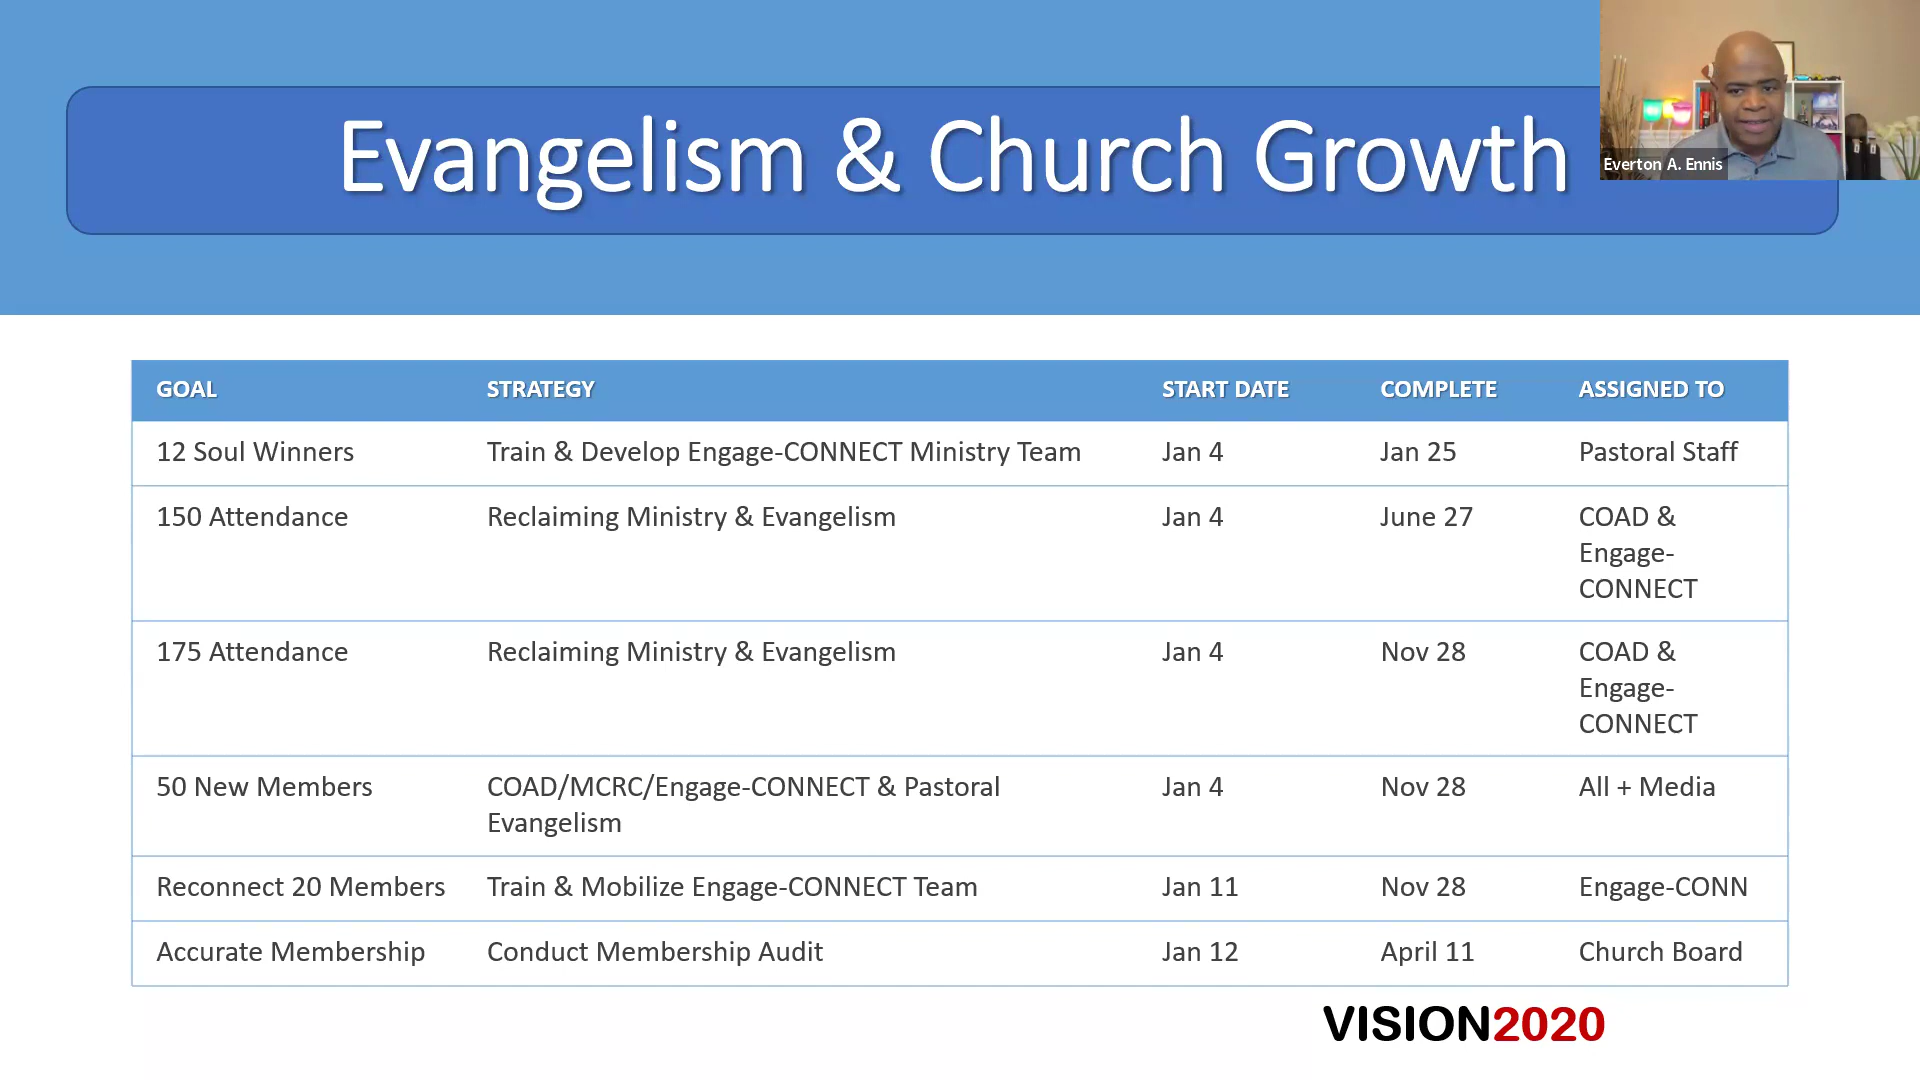 Evangelism & Church Growth
Everton A. Ennis
GOAL STRATEGY START DATE COMPLETE ASSIGNED TO
12 Soul Winners Train & Develop Engage-CONNECT Ministry Team Jan 4 Jan 25 Pastoral Staff
150 Attendance Reclaiming Ministry & Evangelism Jan 4 June 27 COAD &
Engage-
CONNECT
175 Attendance Reclaiming Ministry & Evangelism Jan 4 Nov 28 COAD &
Engage-
CONNECT
50 New Members COAD/MCRC/Engage-CONNECT & Pastoral Jan 4 Nov 28 All + Media
Evangelism
Reconnect 20 Members Train & Mobilize Engage-CONNECT Team Jan 11 Nov 28 Engage-CONN
Accurate Membership Conduct Membership Audit Jan 12 April 11 Church Board
VISION2020